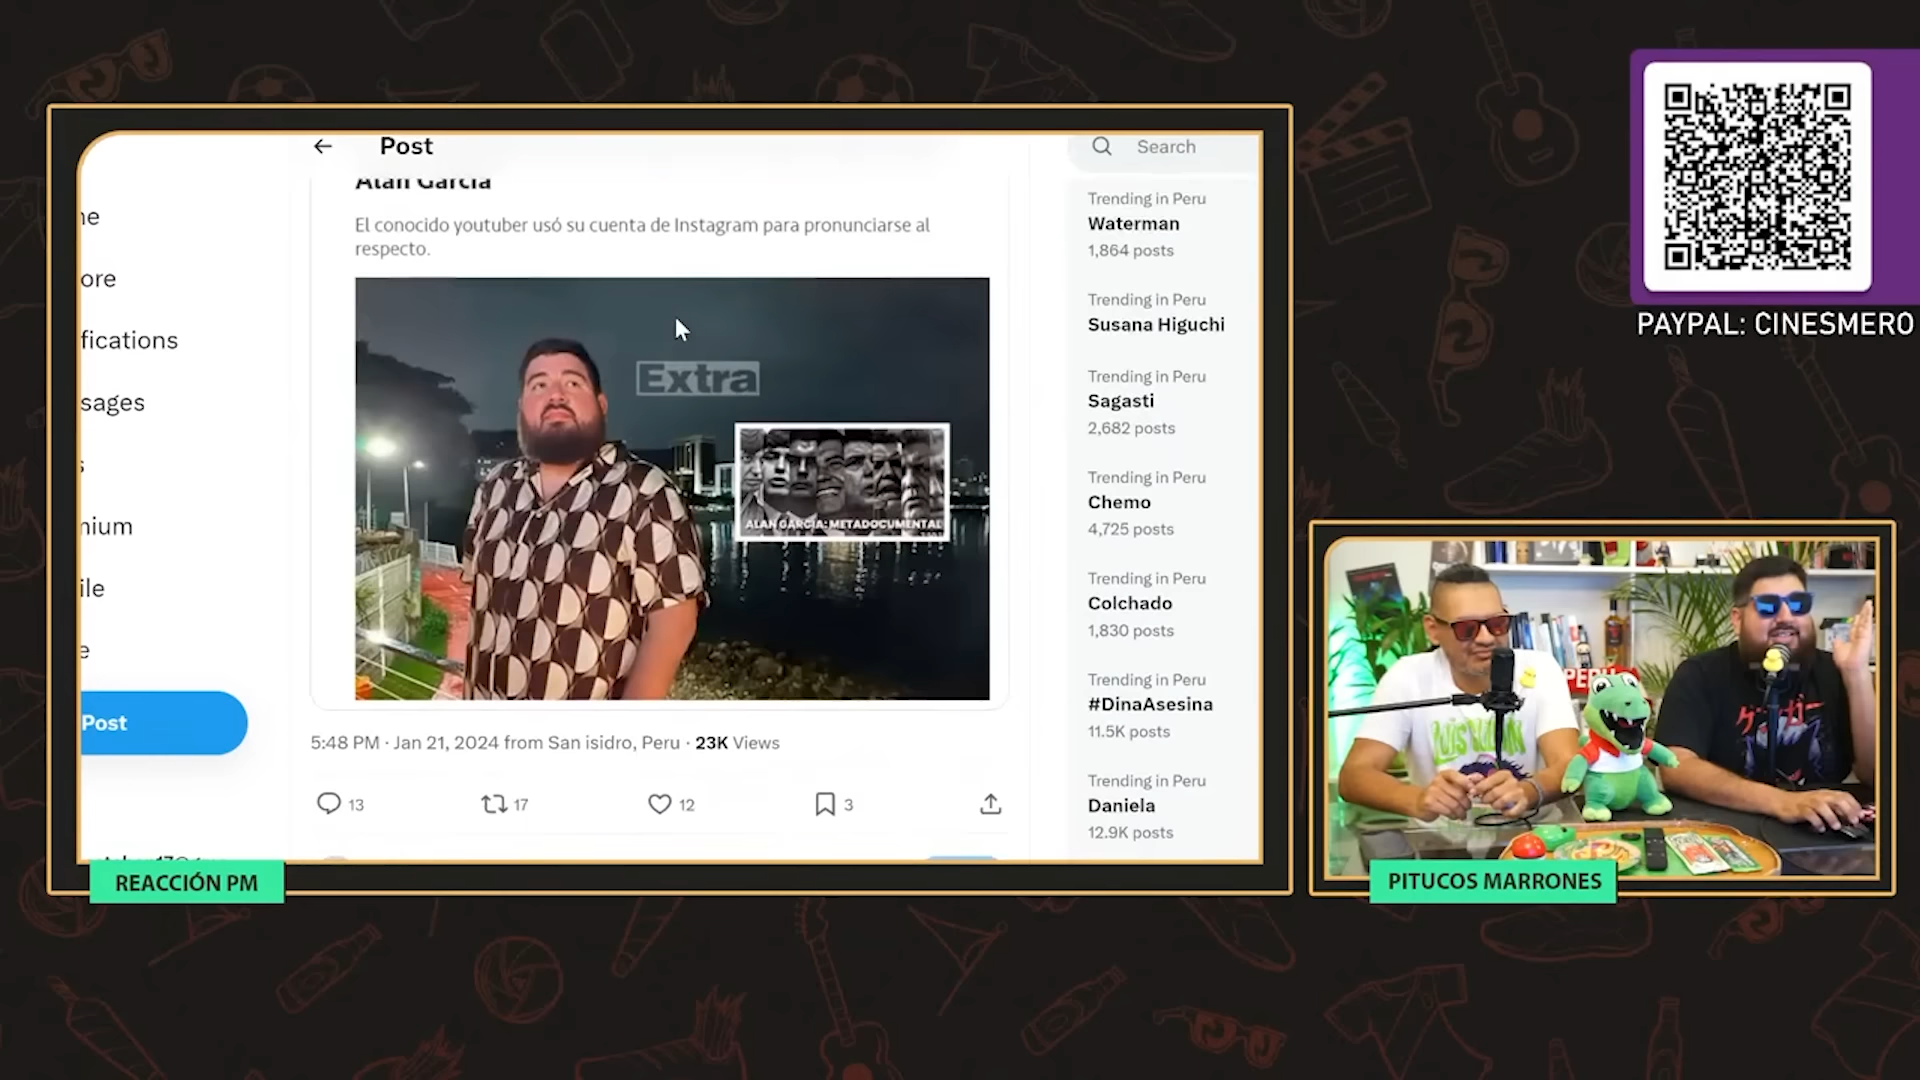 Post
Search
Alan García
El conocido youtuber usó su cuenta de Instagram para pronunciarse al
respecto.
Extra
ALAN GARCÍA: METADOCUMENTAL
5:48 PM · Jan 21, 2024 from San isidro, Peru · 23K Views
13
17
12
3
ne
ore
fications
sages
s
nium
ile
e
Post
Trending in Peru
Waterman
1,864 posts
Trending in Peru
Susana Higuchi
Trending in Peru
Sagasti
2,682 posts
Trending in Peru
Chemo
4,725 posts
Trending in Peru
Colchado
1,830 posts
Trending in Peru
#DinaAsesina
11.5K posts
Trending in Peru
Daniela
12.9K posts
REACCIÓN PM
PAYPAL: CINESMERO
PERU
PITUCOS MARRONES